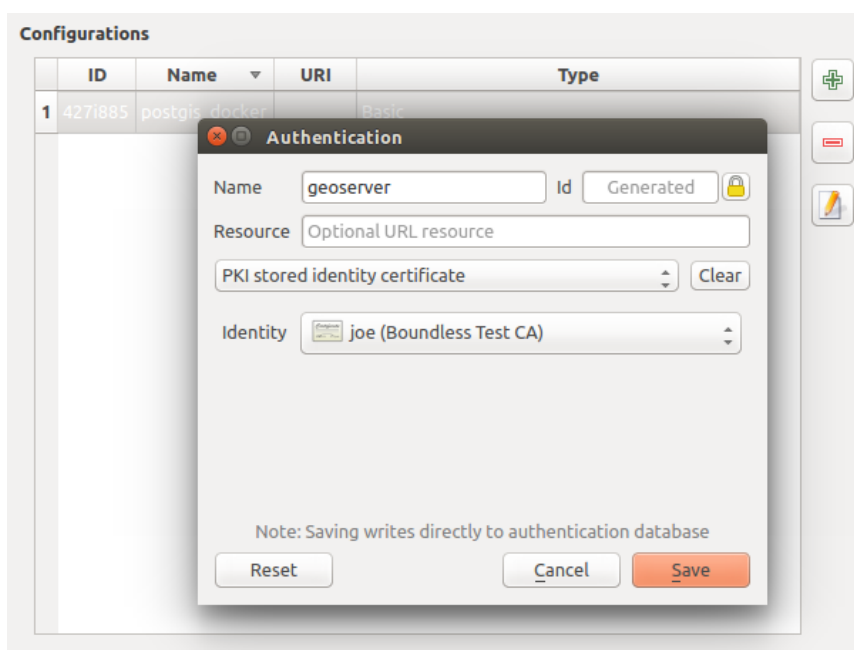 Configurations
ID Name URI Type
1 427i885 postgis_docker Basic
Authentication
Name geoserver Id Generated
Resource Optional URL resource
PKI stored identity certificate Clear
Identity joe (Boundless Test CA)
Note: Saving writes directly to authentication database
Reset Cancel Save